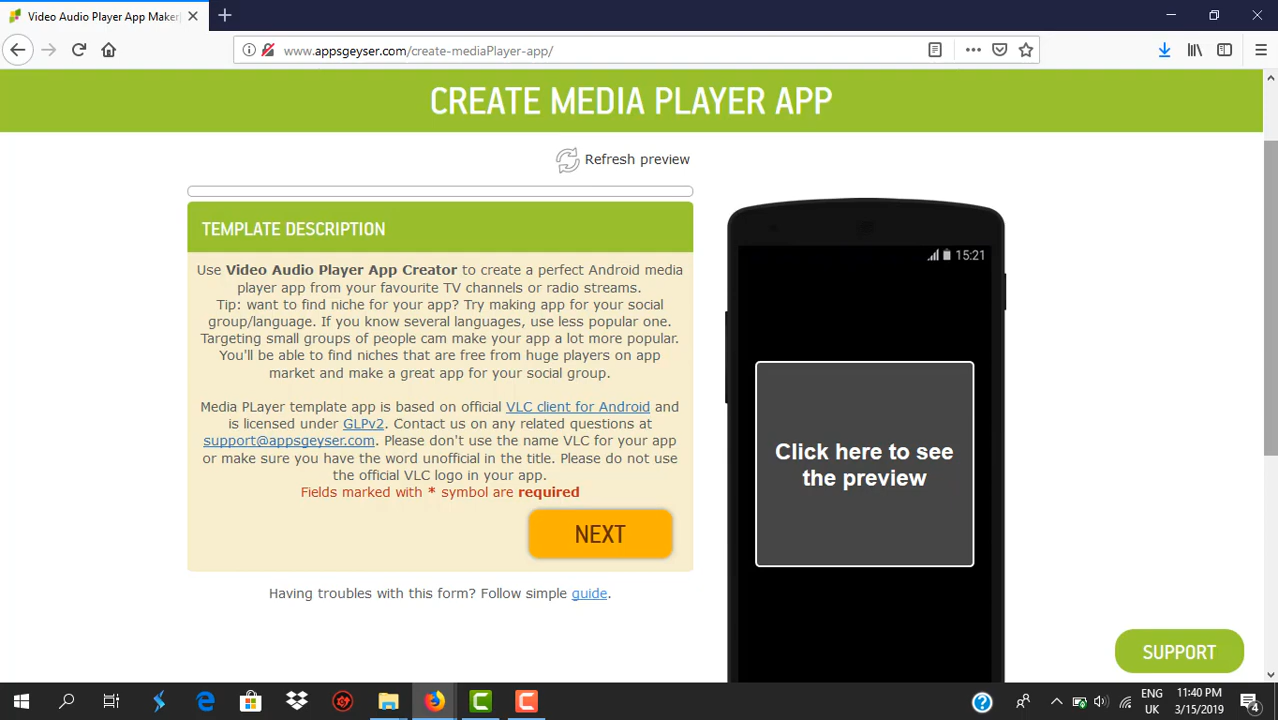 Video Audio Player App Maker
www.appsgeyser.com/create-mediaPlayer-app/
CREATE MEDIA PLAYER APP
Refresh preview
TEMPLATE DESCRIPTION
Use Video Audio Player App Creator to create a perfect Android media
player app from your favourite TV channels or radio streams.
Tip: want to find niche for your app? Try making app for your social
group/language. If you know several languages, use less popular one.
Targeting small groups of people cam make your app a lot more popular.
You'll be able to find niches that are free from huge players on app
market and make a great app for your social group.
Media PLayer template app is based on official VLC client for Android and
is licensed under GLPv2. Contact us on any related questions at
support@appsgeyser.com. Please don't use the name VLC for your app
or make sure you have the word unofficial in the title. Please do not use
the official VLC logo in your app.
Fields marked with * symbol are required
NEXT
Having troubles with this form? Follow simple guide.
15:21
Click here to see
the preview
SUPPORT
ENG
UK
11:40 PM
3/15/2019
4